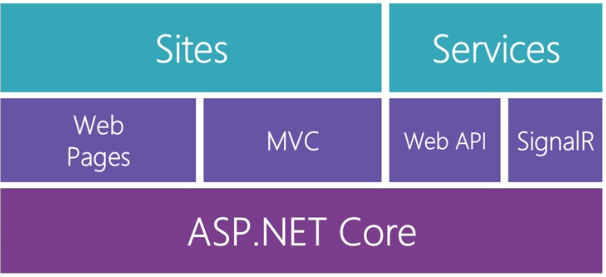 Sites
Services
Web
Pages
MVC
Web API
SignalR
ASP.NET Core